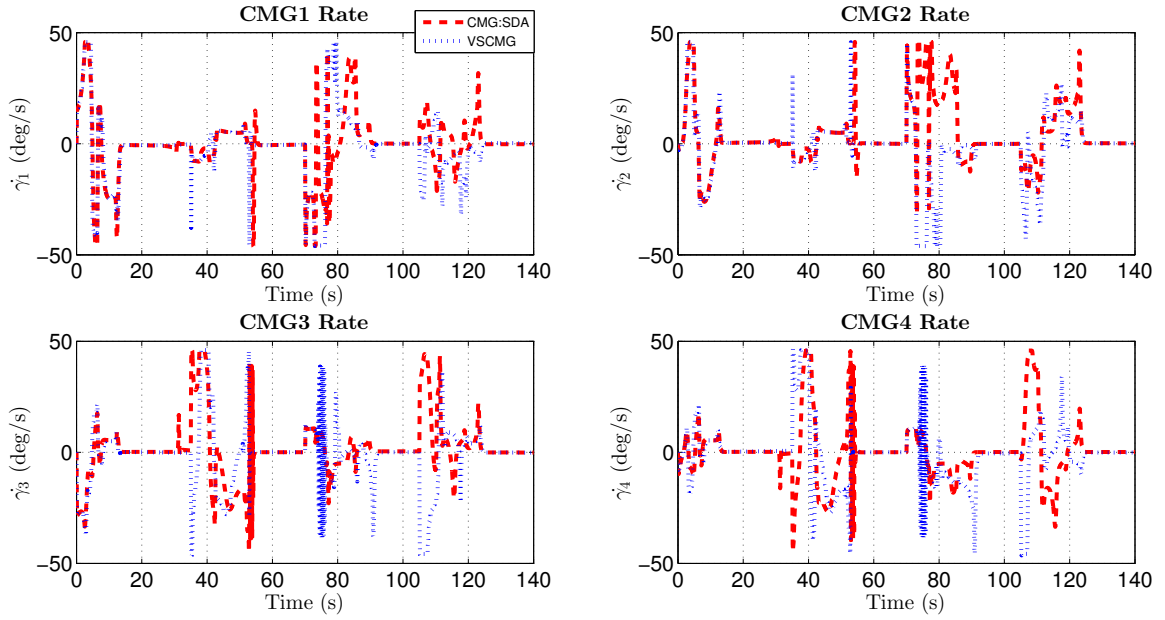 CMG1 Rate
CMG:SDA
VSCMG
50
0
−50
γ̇1 (deg/s)
0 20 40 60 80 100 120 140
Time (s)
CMG2 Rate
50
0
−50
γ̇2 (deg/s)
0 20 40 60 80 100 120 140
Time (s)
CMG3 Rate
50
0
−50
γ̇3 (deg/s)
0 20 40 60 80 100 120 140
Time (s)
CMG4 Rate
50
0
−50
γ̇4 (deg/s)
0 20 40 60 80 100 120 140
Time (s)